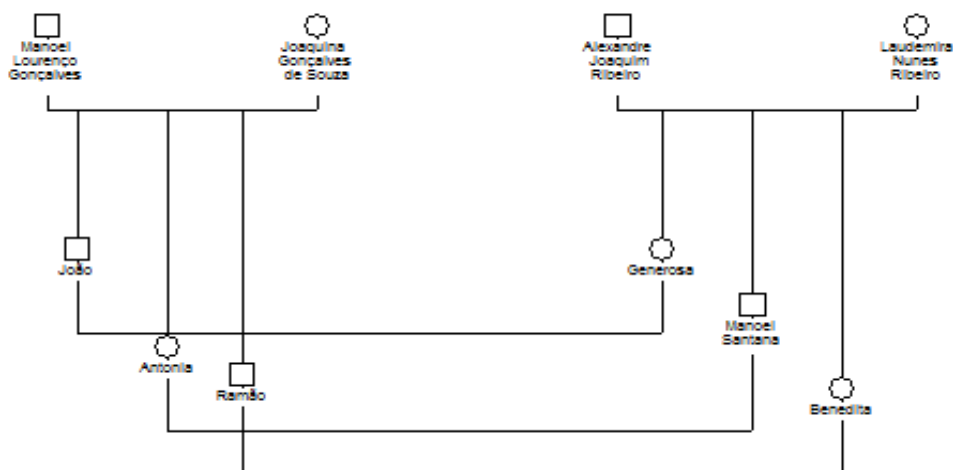 Manoel
Lourenço
Gonçalves
Joaquina
Gonçalves
de Souza
Alexandre
Joaquim
Ribeiro
Laudemira
Nunes
Ribeiro
João
Generosa
Manoel
Santana
Antonia
Ramão
Benedita